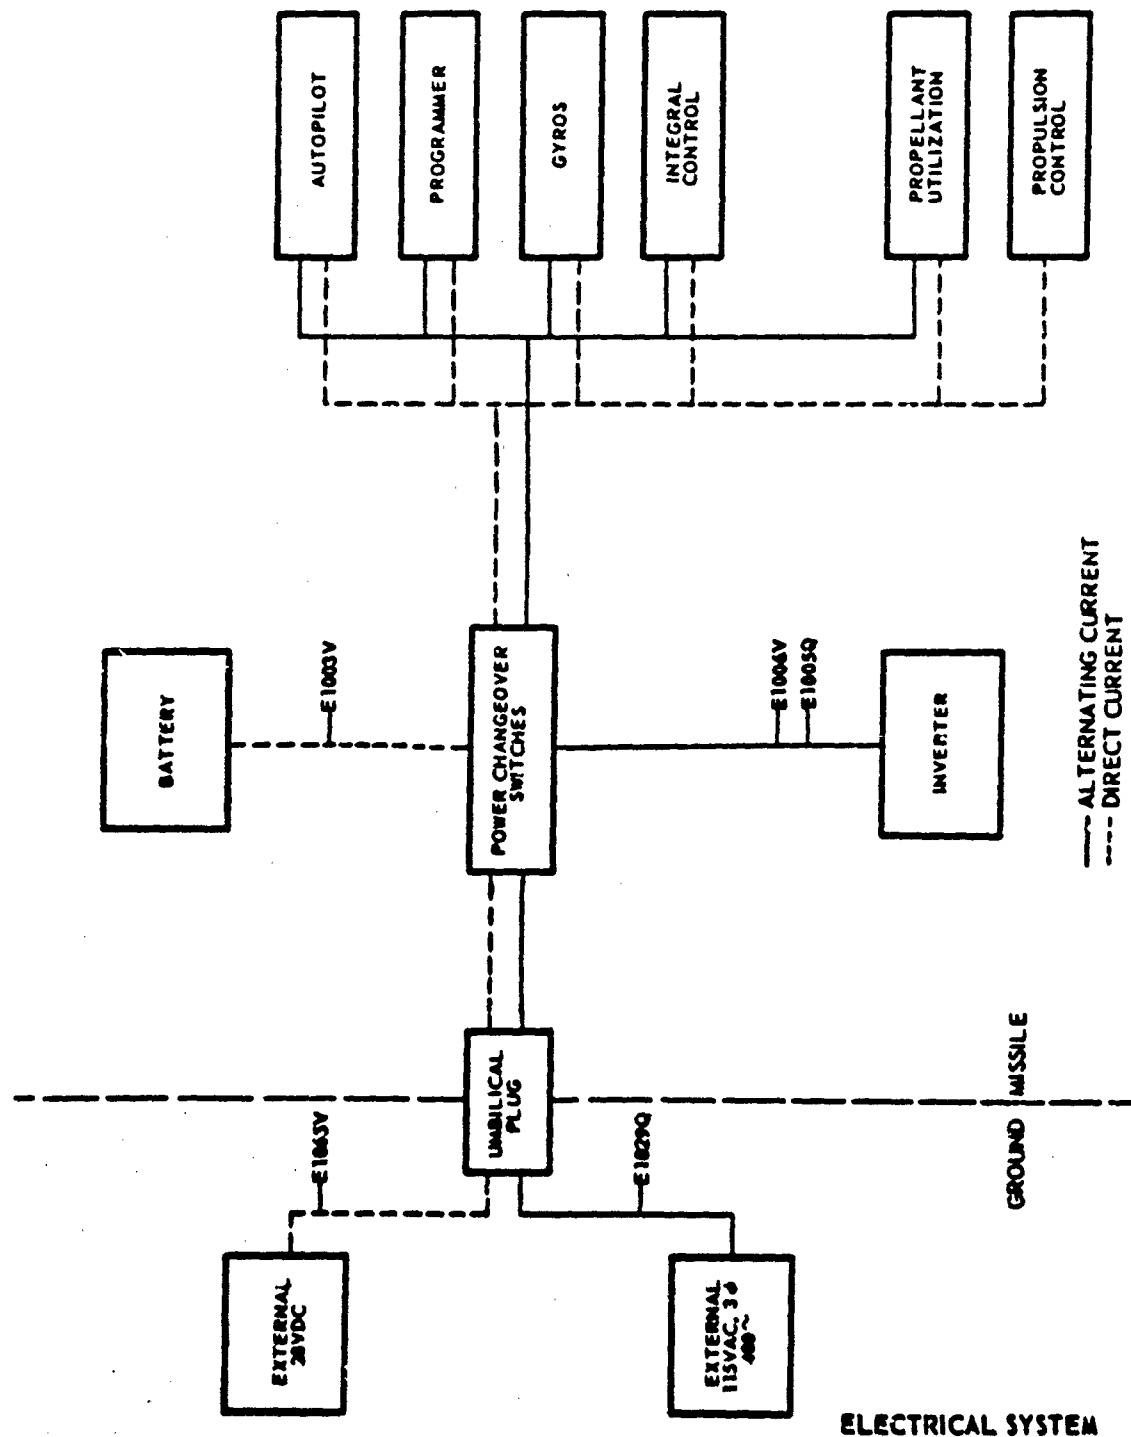 AUTOPILOT
PROGRAMMER
GYROS
INTEGRAL
CONTROL
PROPELLANT
UTILIZATION
PROPULSION
CONTROL
BATTERY
E1003V
POWER CHANGEOVER
SWITCHES
E1006V
E1005Q
INVERTER
ALTERNATING CURRENT
DIRECT CURRENT
UMBILICAL
PLUG
GROUND
MISSILE
EXTERNAL
28VDC
E1029Q
EXTERNAL
115VAC, 3 ϕ
400~
ELECTRICAL SYSTEM